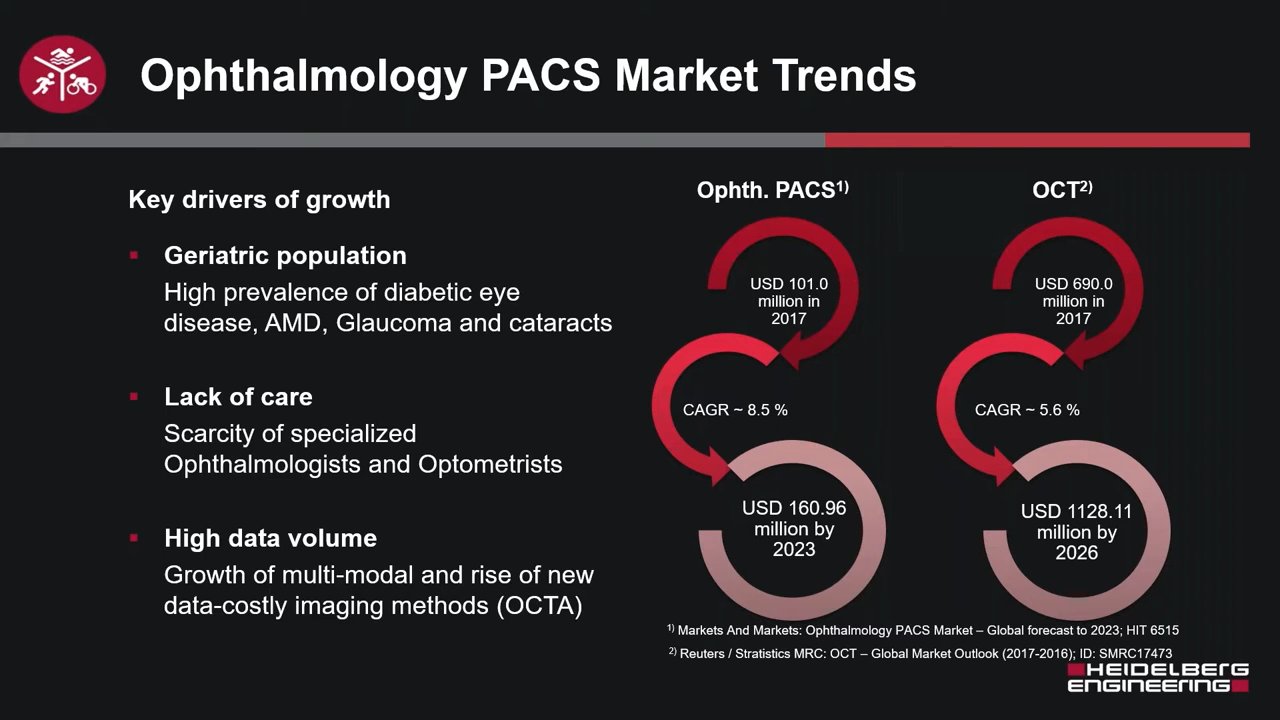 Ophthalmology PACS Market Trends
Key drivers of growth
Geriatric population
High prevalence of diabetic eye
disease, AMD, Glaucoma and cataracts
Lack of care
Scarcity of specialized
Ophthalmologists and Optometrists
High data volume
Growth of multi-modal and rise of new
data-costly imaging methods (OCTA)
Ophth. PACS1)
USD 101.0
million in
2017
CAGR ~ 8.5 %
USD 160.96
million by
2023
OCT2)
USD 690.0
million in
2017
CAGR ~ 5.6 %
USD 1128.11
million by
2026
1) Markets And Markets: Ophthalmology PACS Market – Global forecast to 2023; HIT 6515
2) Reuters / Stratistics MRC: OCT – Global Market Outlook (2017-2016); ID: SMRC17473
HEIDELBERG
ENGINEERING